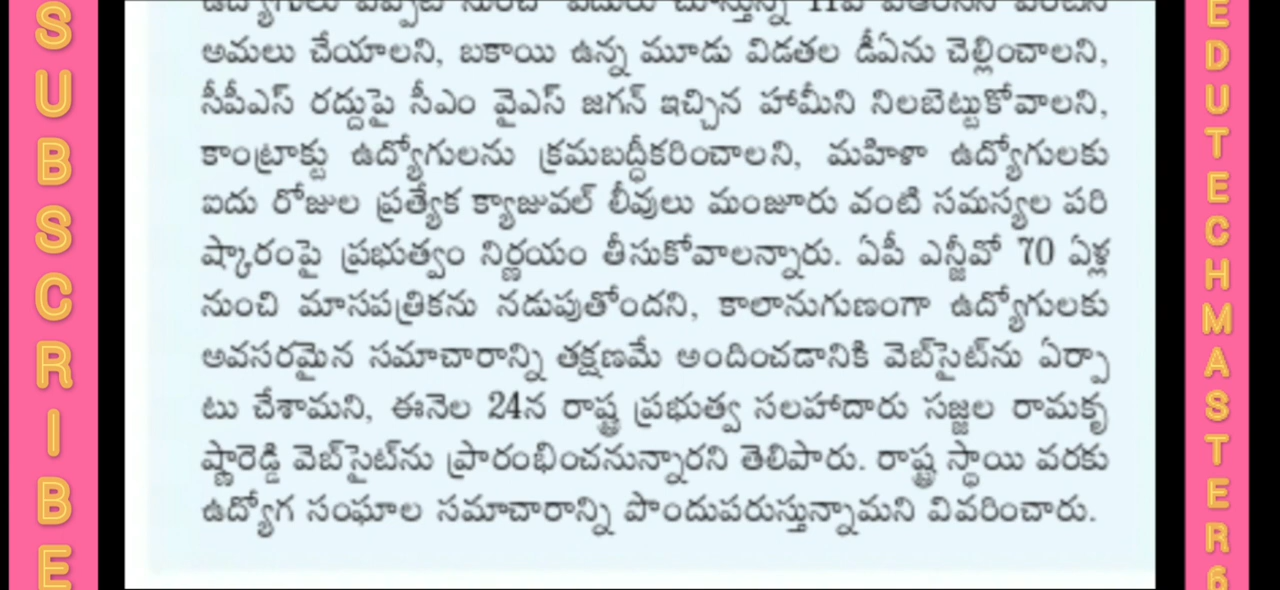 S
U
B
S
C
R
I
B
E
అమలు చేయాలని, బకాయి ఉన్న మూడు విడతల డీఏను చెల్లించాలని,
సీపీఎస్ రద్దుపై సీఎం వైఎస్ జగన్ ఇచ్చిన హామీని నిలబెట్టుకోవాలని,
కాంట్రాక్టు ఉద్యోగులను క్రమబద్ధీకరించాలని, మహిళా ఉద్యోగులకు
ఐదు రోజుల ప్రత్యేక క్యాజువల్ లీవులు మంజూరు వంటి సమస్యల పరి
ష్కారంపై ప్రభుత్వం నిర్ణయం తీసుకోవాలన్నారు. ఏపీ ఎన్జీవో 70 ఏళ్ల
నుంచి మాసపత్రికను నడుపుతోందని, కాలానుగుణంగా ఉద్యోగులకు
అవసరమైన సమాచారాన్ని తక్షణమే అందించడానికి వెబ్‌సైట్‌ను ఏర్పా
టు చేశామని, ఈనెల 24న రాష్ట్ర ప్రభుత్వ సలహాదారు సజ్జల రామకృ
ష్ణారెడ్డి వెబ్‌సైట్‌ను ప్రారంభించనున్నారని తెలిపారు. రాష్ట్ర స్థాయి వరకు
ఉద్యోగ సంఘాల సమాచారాన్ని పొందుపరుస్తున్నామని వివరించారు.
E
D
U
T
E
C
H
M
A
S
T
E
R
6